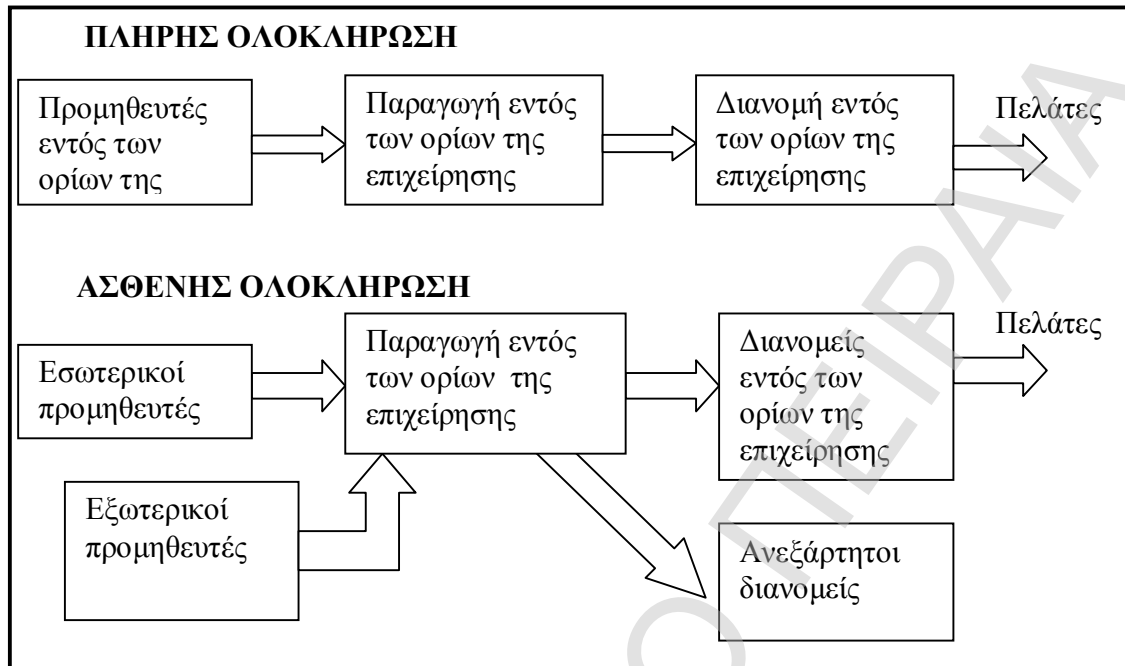 ΠΛΗΡΗΣ ΟΛΟΚΛΗΡΩΣΗ
Προμηθευτές
εντός των
ορίων της
Παραγωγή εντός
των ορίων της
επιχείρησης
Διανομή εντός
των ορίων της
επιχείρησης
Πελάτες
ΑΣΘΕΝΗΣ ΟΛΟΚΛΗΡΩΣΗ
Εσωτερικοί
προμηθευτές
Παραγωγή εντός
των ορίων της
επιχείρησης
Διανομείς
εντός των
ορίων της
επιχείρησης
Πελάτες
Εξωτερικοί
προμηθευτές
Ανεξάρτητοι
διανομείς
Ο ΠΕΙΡΑΙΑ